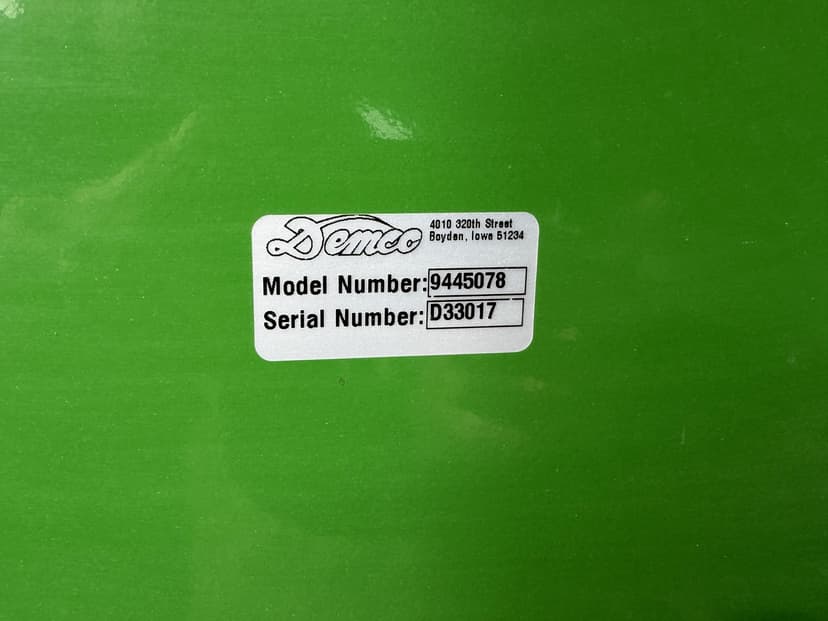 Demco
4010 320th Street
Boyden, Iowa 51234
Model Number: 9445078
Serial Number: D33017